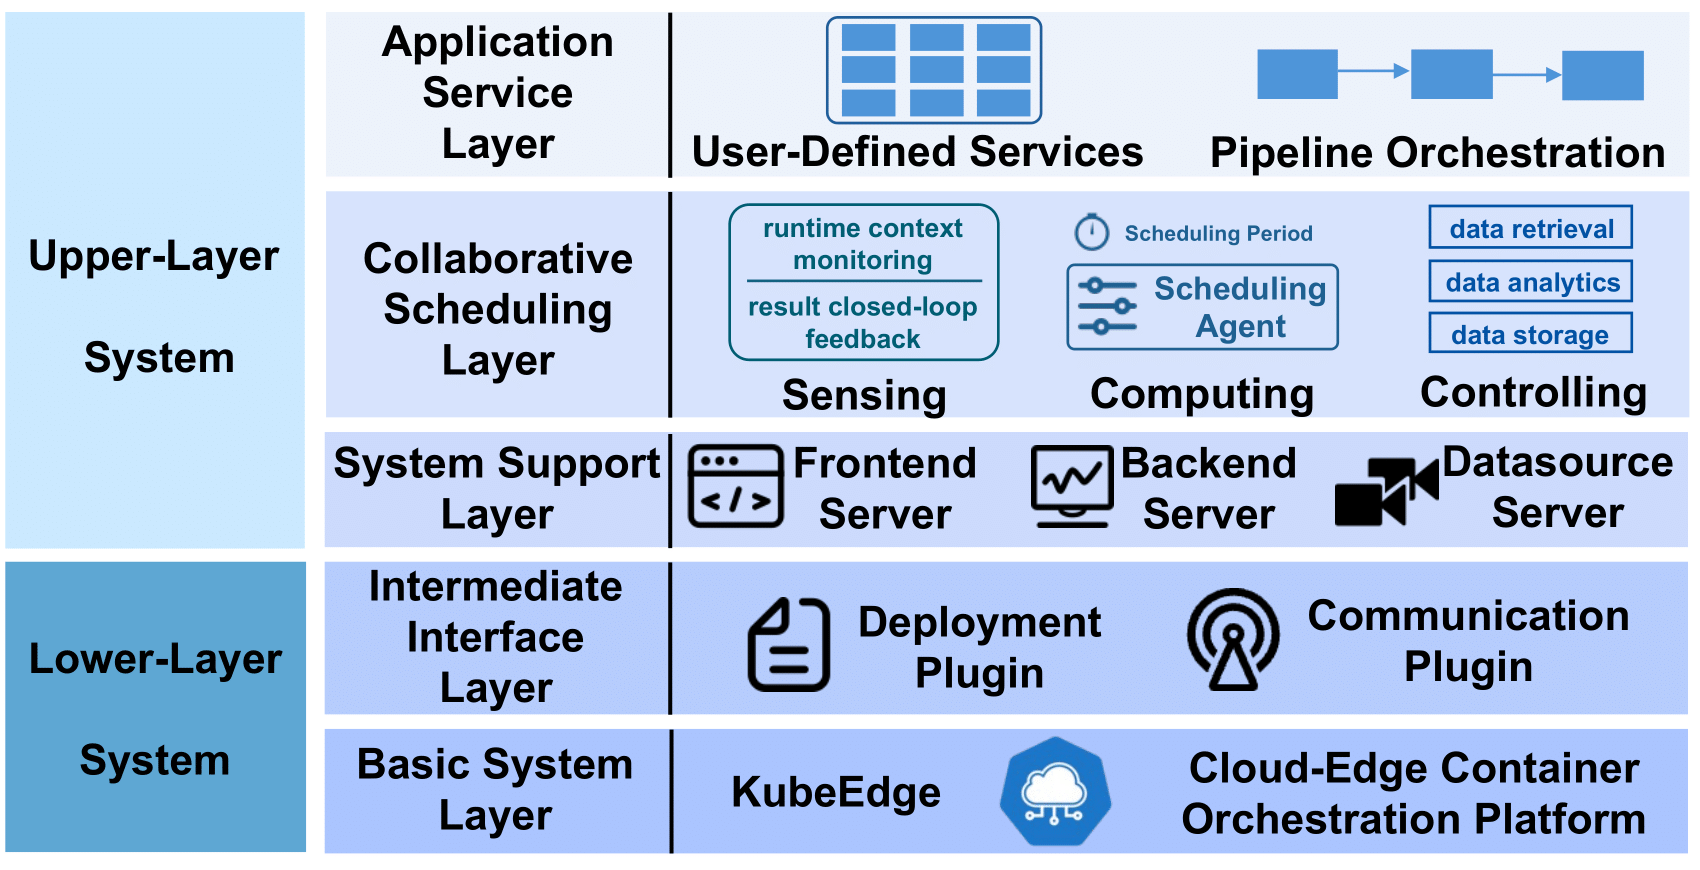 Upper-Layer
System
Application
Service
Layer
User-Defined Services
Pipeline Orchestration
Collaborative
Scheduling
Layer
runtime context
monitoring
result closed-loop
feedback
Sensing
Scheduling Period
Scheduling
Agent
Computing
data retrieval
data analytics
data storage
Controlling
System Support
Layer
Frontend
Server
Backend
Server
Datasource
Server
Lower-Layer
System
Intermediate
Interface
Layer
Deployment
Plugin
Communication
Plugin
Basic System
Layer
KubeEdge
Cloud-Edge Container
Orchestration Platform